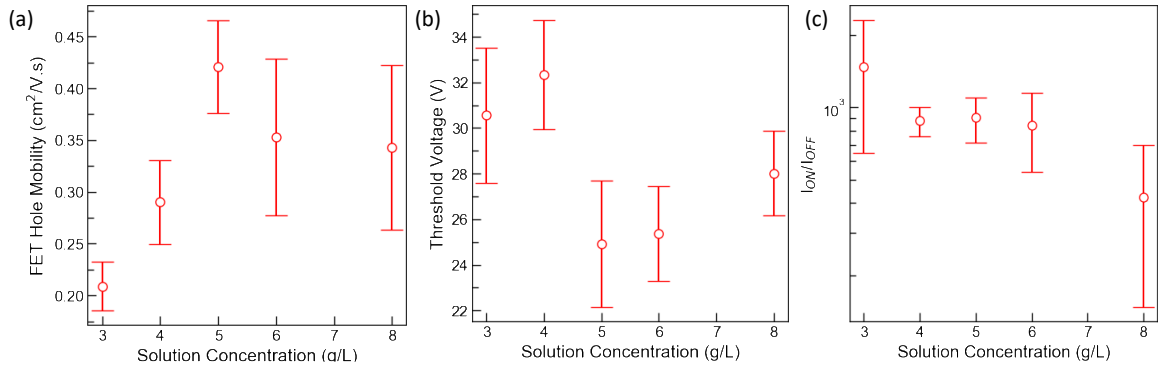 (a)
FET Hole Mobility (cm²/V.s)
0.45
0.40
0.35
0.30
0.25
0.20
3 4 5 6 7 8
Solution Concentration (g/L)
(b)
Threshold Voltage (V)
34
32
30
28
26
24
22
3 4 5 6 7 8
Solution Concentration (g/L)
(c)
I_ON/I_OFF
10³
3 4 5 6 7 8
Solution Concentration (g/L)